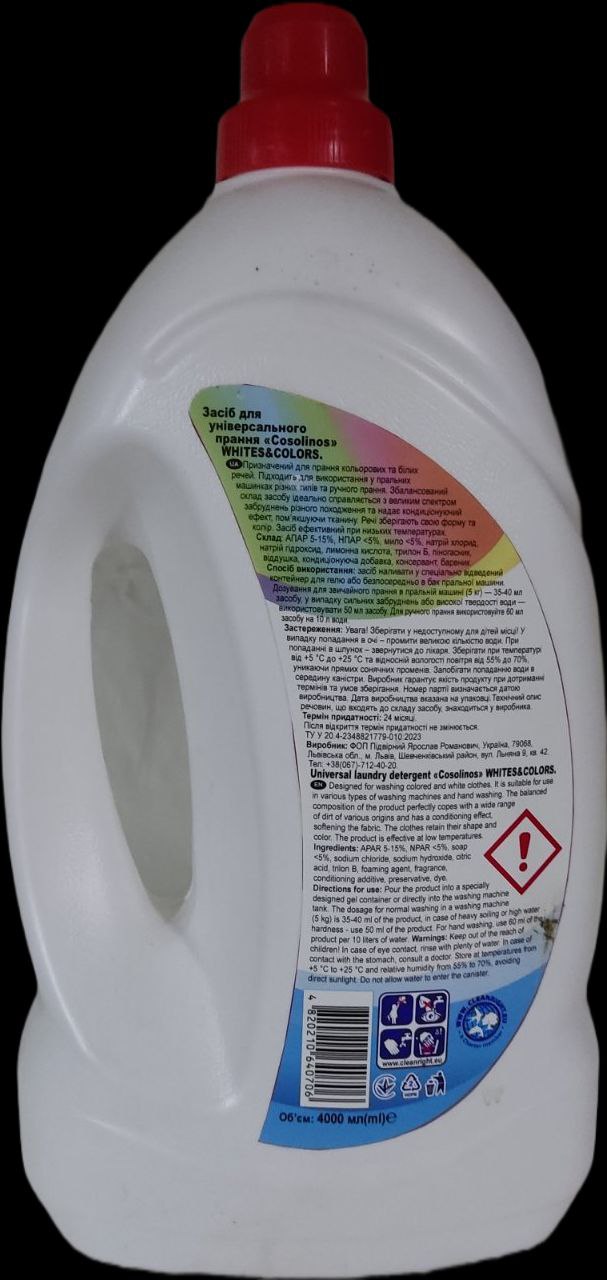 Засіб для
універсального
прання «Cosolinos»
WHITES&COLORS.
UA Призначений для прання кольорових та білих
речей. Підходить для використання у пральних
машинках різних типів та ручного прання. Збалансований
склад засобу ідеально справляється з великим спектром
забруднень різного походження та надає кондиціонуючий
ефект, пом'якшуючи тканину. Речі зберігають свою форму та
колір. Засіб ефективний при низьких температурах.
Склад: АПАР 5-15%, НПАР <5%, мило <5%, натрій хлорид,
натрій гідроксид, лимонна кислота, трилон Б, піногасник,
віддушка, кондиціонуюча добавка, консервант, барвник.
Спосіб використання: засіб наливати у спеціально відведений
контейнер для гелю або безпосередньо в бак пральної машини.
Дозування для звичайного прання в пральній машині (5 кг) — 35-40 мл
засобу, у випадку сильних забруднень або високої твердості води —
використовувати 50 мл засобу. Для ручного прання використовуйте 60 мл
засобу на 10 л води.
Застереження: Увага! Зберігати у недоступному для дітей місці! У
випадку попадання в очі – промити великою кількістю води. При
попаданні в шлунок – звернутися до лікаря. Зберігати при температурі
від +5 °С до +25 °С та відносній вологості повітря від 55% до 70%,
уникаючи прямих сонячних променів. Запобігати попаданню води в
середину каністри. Виробник гарантує якість продукту при дотриманні
термінів та умов зберігання. Номер партії визначається датою
виробництва. Дата виробництва вказана на упаковці.Технічний опис
речовин, що входять до складу засобу, знаходиться у виробника.
Термін придатності: 24 місяці.
Після відкриття термін придатності не змінюється.
ТУ У 20.4-2348821779-010:2023
Виробник: ФОП Підвірний Ярослав Романович, Україна, 79068,
Львівська обл., м. Львів, Шевченківський район, вул. Льняна 9, кв. 42.
Тел: +38(067)-712-40-20.
Universal laundry detergent «Cosolinos» WHITES&COLORS.
EN Designed for washing colored and white clothes. It is suitable for use
in various types of washing machines and hand washing. The balanced
composition of the product perfectly copes with a wide range
of dirt of various origins and has a conditioning effect,
softening the fabric. The clothes retain their shape and
color. The product is effective at low temperatures.
Ingredients: APAR 5-15%, NPAR <5%, soap
<5%, sodium chloride, sodium hydroxide, citric
acid, trilon B, foaming agent, fragrance,
conditioning additive, preservative, dye.
Directions for use: Pour the product into a specially
designed gel container or directly into the washing machine
tank. The dosage for normal washing in a washing machine
(5 kg) is 35-40 ml of the product, in case of heavy soiling or high water
hardness - use 50 ml of the product. For hand washing, use 60 ml of the
product per 10 liters of water. Warnings: Keep out of the reach of
children! In case of eye contact, rinse with plenty of water. In case of
contact with the stomach, consult a doctor. Store at temperatures from
+5 °C to +25 °C and relative humidity from 55% to 70%, avoiding
direct sunlight. Do not allow water to enter the canister.
4 820210 640706
www.cleanright.eu
WWW.CLEANRIGHT.EU
Об'єм: 4000 мл(ml)℮